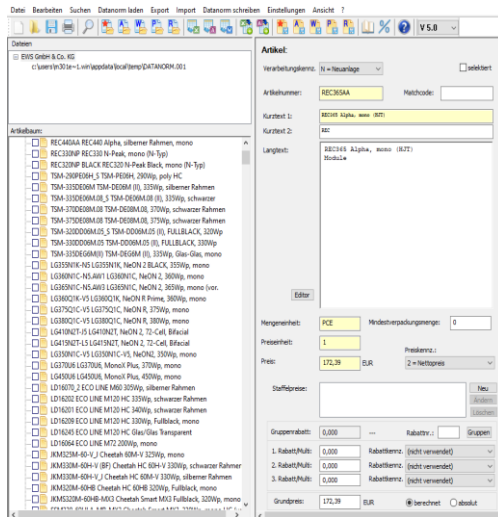 Datei Bearbeiten Suchen Datanorm laden Export Import Datanorm schreiben Einstellungen Ansicht ?
V 5.0
Dateien
EWS GmbH & Co. KG
c:\users\m301e~1.win\appdata\local\temp\DATANORM.001
Artikelbaum:
REC440AA REC440 Alpha, silberner Rahmen, mono
REC330NP REC330 N-Peak, mono (N-Typ)
REC320NP BLACK REC320 N-Peak Black, mono (N-Typ)
TSM-290PE06H_S TSM-PE06H, 290Wp, poly HC
TSM-335DE06M TSM-DE06M (II), 335Wp, silberner Rahmen
TSM-335DE06M.08_S TSM-DE06M.08 (II), 335Wp, schwarzer
TSM-370DE08M.08 TSM-DE08M.08, 370Wp, schwarzer Rahmen
TSM-375DE08M.08 TSM-DE08M.08, 375Wp, schwarzer Rahmen
TSM-320DD06M.05_S TSM-DD06M.05 (II), FULLBLACK, 320Wp
TSM-330DD06M.05 TSM-DD06M.05 (II), FULLBLACK, 330Wp
TSM-335DEG6M(II) TSM-DEG6M (II), 335Wp, Glas-Glas, mono
LG355N1K-N5 LG355N1K, NeON 2 BLACK, 355Wp, mono
LG360N1C-N5.AW1 LG360N1C, NeON 2, 360Wp, mono
LG365N1C-N5.AW3 LG365N1C, NeON 2, 365Wp, mono (vor.
LG360Q1K-V5 LG360Q1K, NeON R Prime, 360Wp, mono
LG375Q1C-V5 LG375Q1C, NeON R, 375Wp, mono
LG380Q1C-V5 LG380Q1C, NeON R, 380Wp, mono
LG410N2T-L5 LG410N2T, NeON 2, 72-Cell, Bifacial
LG415N2T-L5 LG415N2T, NeON 2, 72-Cell, Bifacial
LG350N1C-V5 LG350N1C-V5, NeON2, 350Wp, mono
LG370U6 LG370U6, MonoX Plus, 370Wp, mono
LG450U6 LG450U6, MonoX Plus, 450Wp, mono
LD16070_2 ECO LINE M60 305Wp, silberner Rahmen
LD16202 ECO LINE M120 HC 335Wp, schwarzer Rahmen
LD16201 ECO LINE M120 HC 340Wp, schwarzer Rahmen
LD16209 ECO LINE M120 HC 330Wp, Fullblack, mono
LD16245 ECO LINE M120 HC Glas/Glas Transparent
LD16064 ECO LINE M72 200Wp, mono
JKM325M-60-V_J Cheetah 60M-V 325Wp, mono
JKM330M-60H-V (BF) Cheetah HC 60H-V 330Wp, schwarzer Rahmen
JKM330M-60H-V_J Cheetah HC 60M-V 330Wp, silberner Rahmen
JKM320M-60HB Cheetah HC 60HB 320Wp, Fullblack, mono
JKMS320M-60HB-MX3 Cheetah Smart MX3 Fullblack, 320Wp, mono
Artikel:
Verarbeitungskennz. N = Neuanlage selektiert
Artikelnummer: REC365AA Matchcode:
Kurztext 1: REC365 Alpha, mono (HJT)
Kurztext 2: REC
Langtext: REC365 Alpha, mono (HJT)
Module
Editor
Mengeneinheit: PCE Mindestverpackungsmenge: 0
Preiseinheit: 1
Preiskennz.:
Preis: 172,39 EUR 2 = Nettopreis
Staffelpreise: Neu
Ändern
Löschen
Gruppenrabatt: 0,000 --- Rabattnr.: Gruppen
1. Rabatt/Multi: 0,000 Rabattkennz. (nicht verwendet)
2. Rabatt/Multi: 0,000 Rabattkennz. (nicht verwendet)
3. Rabatt/Multi: 0,000 Rabattkennz. (nicht verwendet)
Grundpreis: 172,39 EUR berechnet absolut